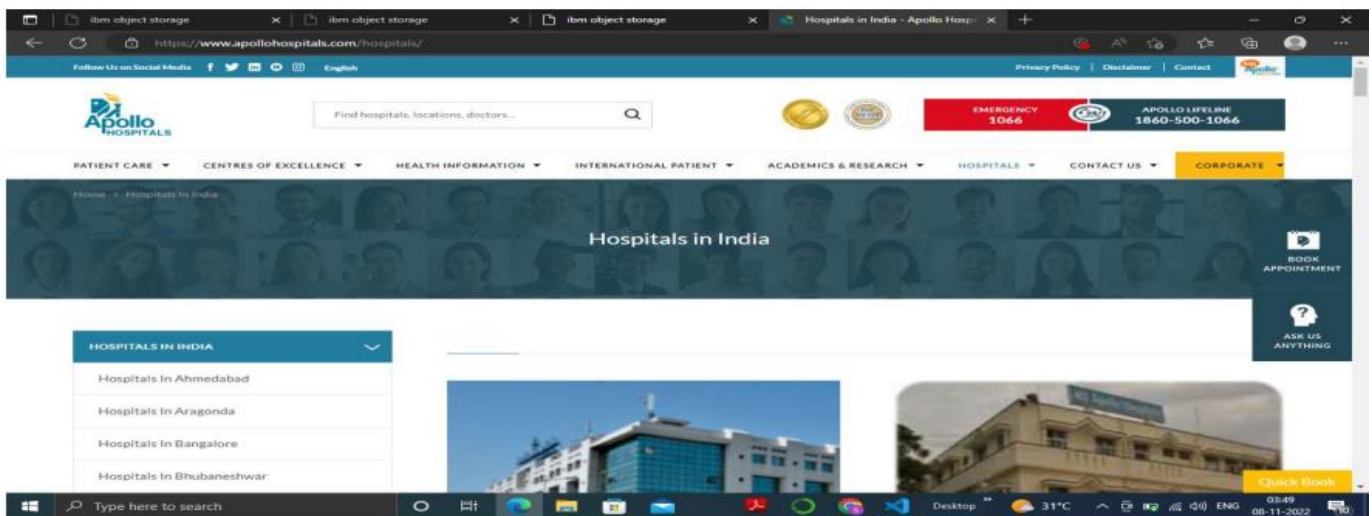 ibm object storage
ibm object storage
ibm object storage
Hospitals in India - Apollo Hosp
https://www.apollohospitals.com/hospitals/
Follow Us on Social Media
English
Privacy Policy | Disclaimer | Contact
Apollo
Apollo
HOSPITALS
Find hospitals, locations, doctors...
EMERGENCY
1066
24/7
APOLLO LIFELINE
1860-500-1066
PATIENT CARE
CENTRES OF EXCELLENCE
HEALTH INFORMATION
INTERNATIONAL PATIENT
ACADEMICS & RESEARCH
HOSPITALS
CONTACT US
CORPORATE
Home > Hospitals in India
Hospitals in India
BOOK
APPOINTMENT
ASK US
ANYTHING
HOSPITALS IN INDIA
Hospitals In Ahmedabad
Hospitals In Aragonda
Hospitals In Bangalore
Hospitals In Bhubaneshwar
Quick Book
Type here to search
Desktop
31°C
ENG
03:49
08-11-2022